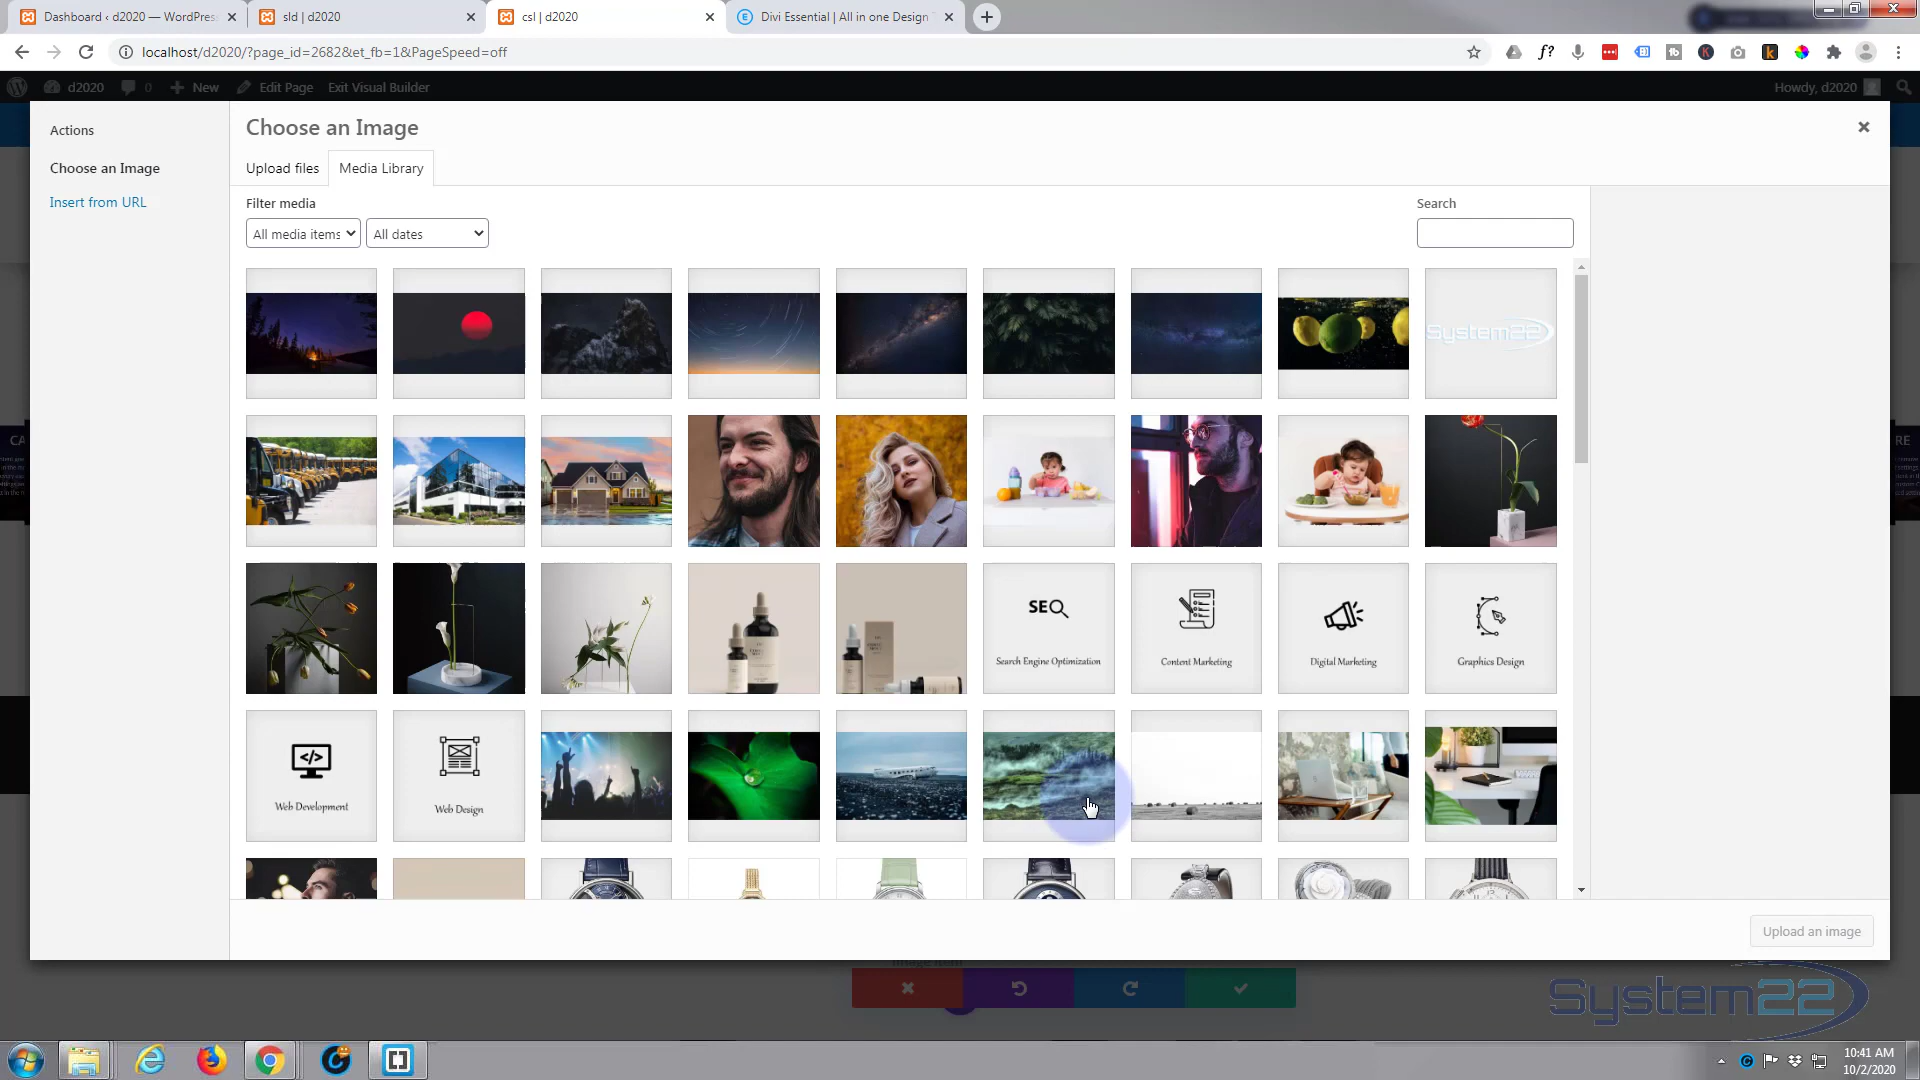 Dashboard ‹ d2020 — WordPress
sld | d2020
csl | d2020
Divi Essential | All in one Design
localhost/d2020/?page_id=2682&et_fb=1&PageSpeed=off
d2020
0
New
Edit Page
Exit Visual Builder
Howdy, d2020
Actions
Choose an Image
Insert from URL
Choose an Image
Upload files
Media Library
Filter media
All media items
All dates
Search
System22
SEO
Search Engine Optimization
Content Marketing
Digital Marketing
Graphics Design
Web Development
Web Design
CA
RE
Upload an image
System22
10:41 AM
10/2/2020